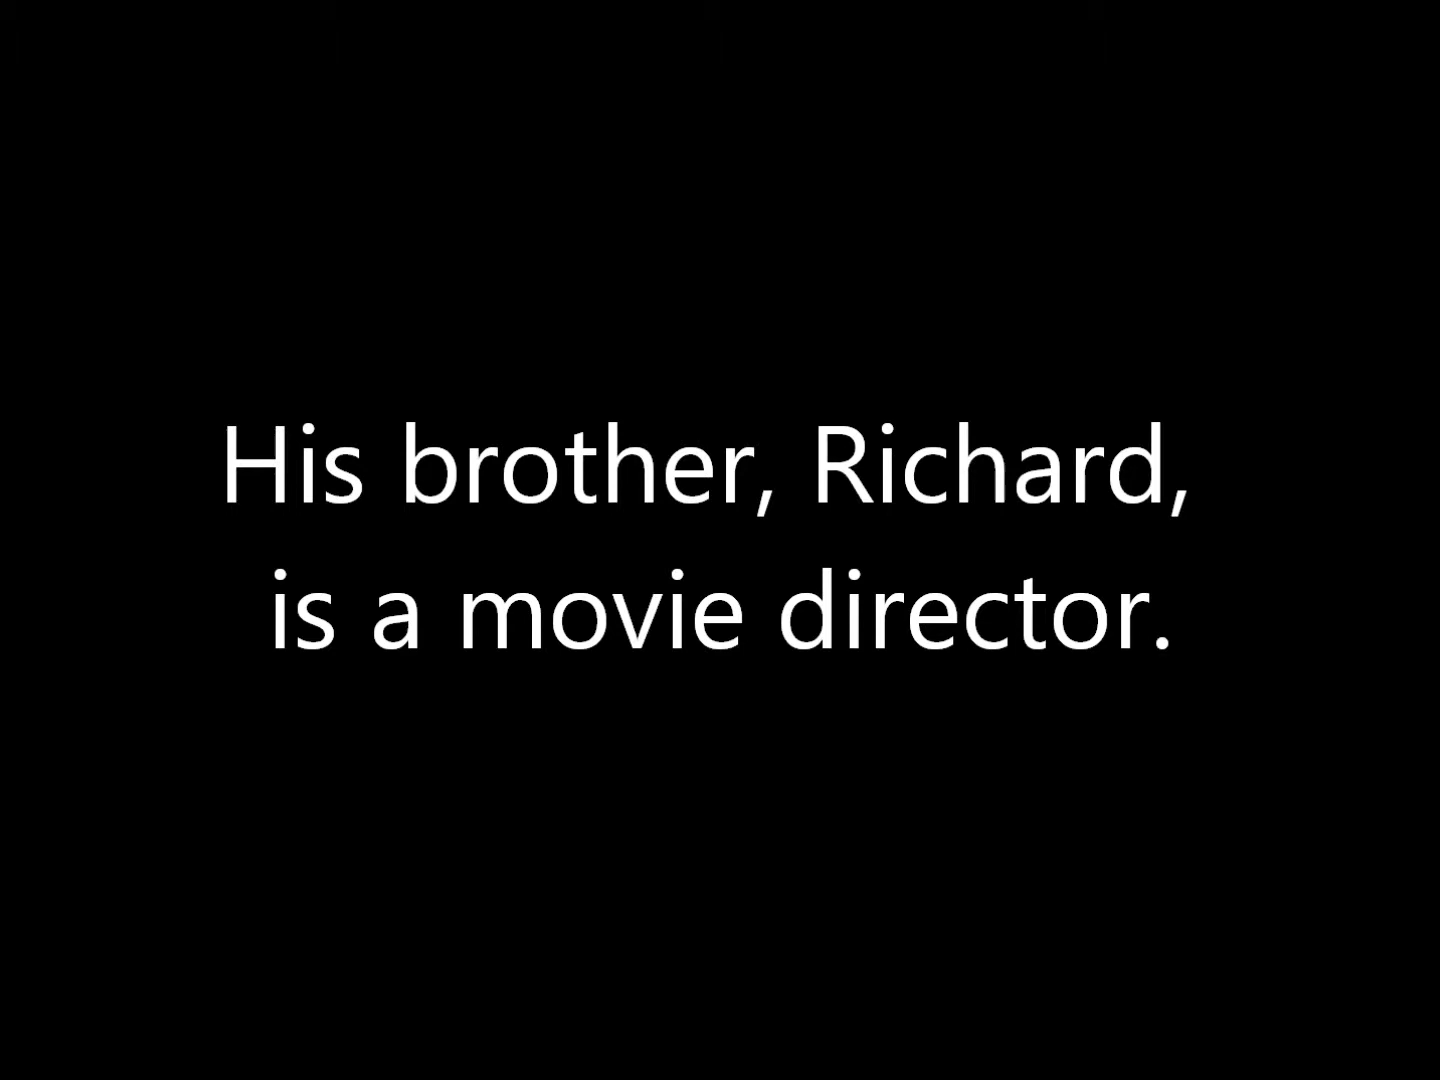 His brother, Richard,
is a movie director.